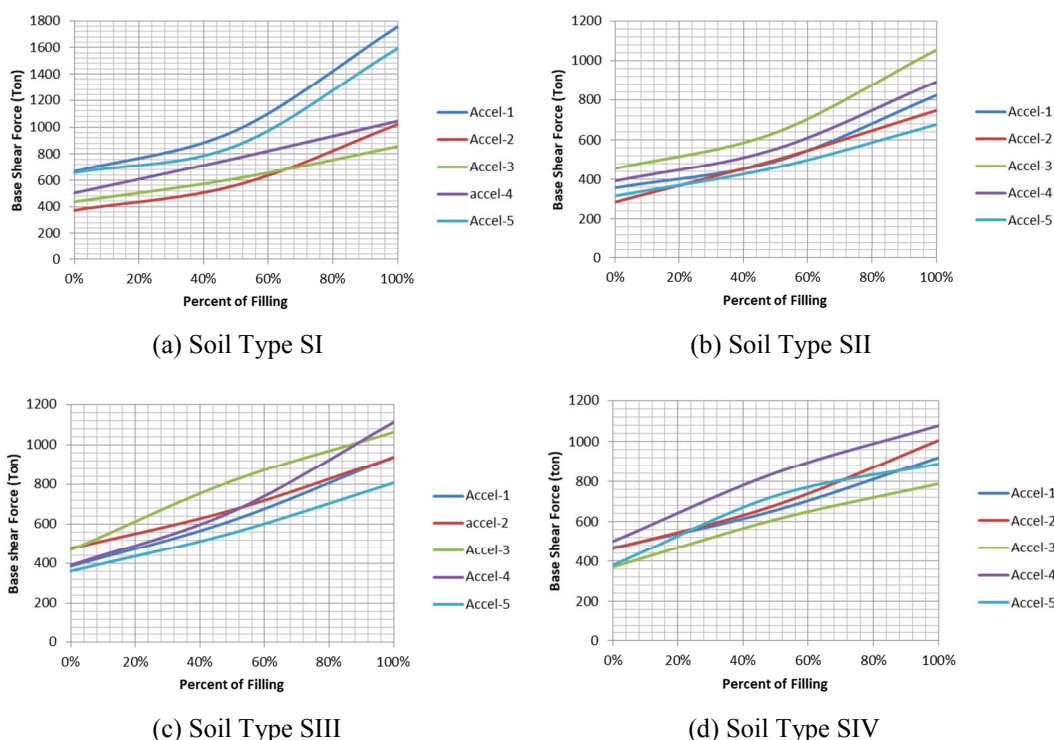 1800
1600
1400
1200
1000
800
600
400
200
0
Base Shear Force (Ton)
0% 20% 40% 60% 80% 100%
Percent of Filling
Accel-1
Accel-2
Accel-3
accel-4
Accel-5
(a) Soil Type SI
1200
1000
800
600
400
200
0
Base Shear Force (Ton)
0% 20% 40% 60% 80% 100%
Percent of Filling
Accel-1
Accel-2
Accel-3
Accel-4
Accel-5
(b) Soil Type SII
1200
1000
800
600
400
200
0
Base shear Force (Ton)
0% 20% 40% 60% 80% 100%
Percent of Filling
Accel-1
accel-2
Accel-3
Accel-4
Accel-5
(c) Soil Type SIII
1200
1000
800
600
400
200
0
Base Shear Force (ton)
0% 20% 40% 60% 80% 100%
Percent of Filling
Accel-1
Accel-2
Accel-3
Accel-4
Accel-5
(d) Soil Type SIV